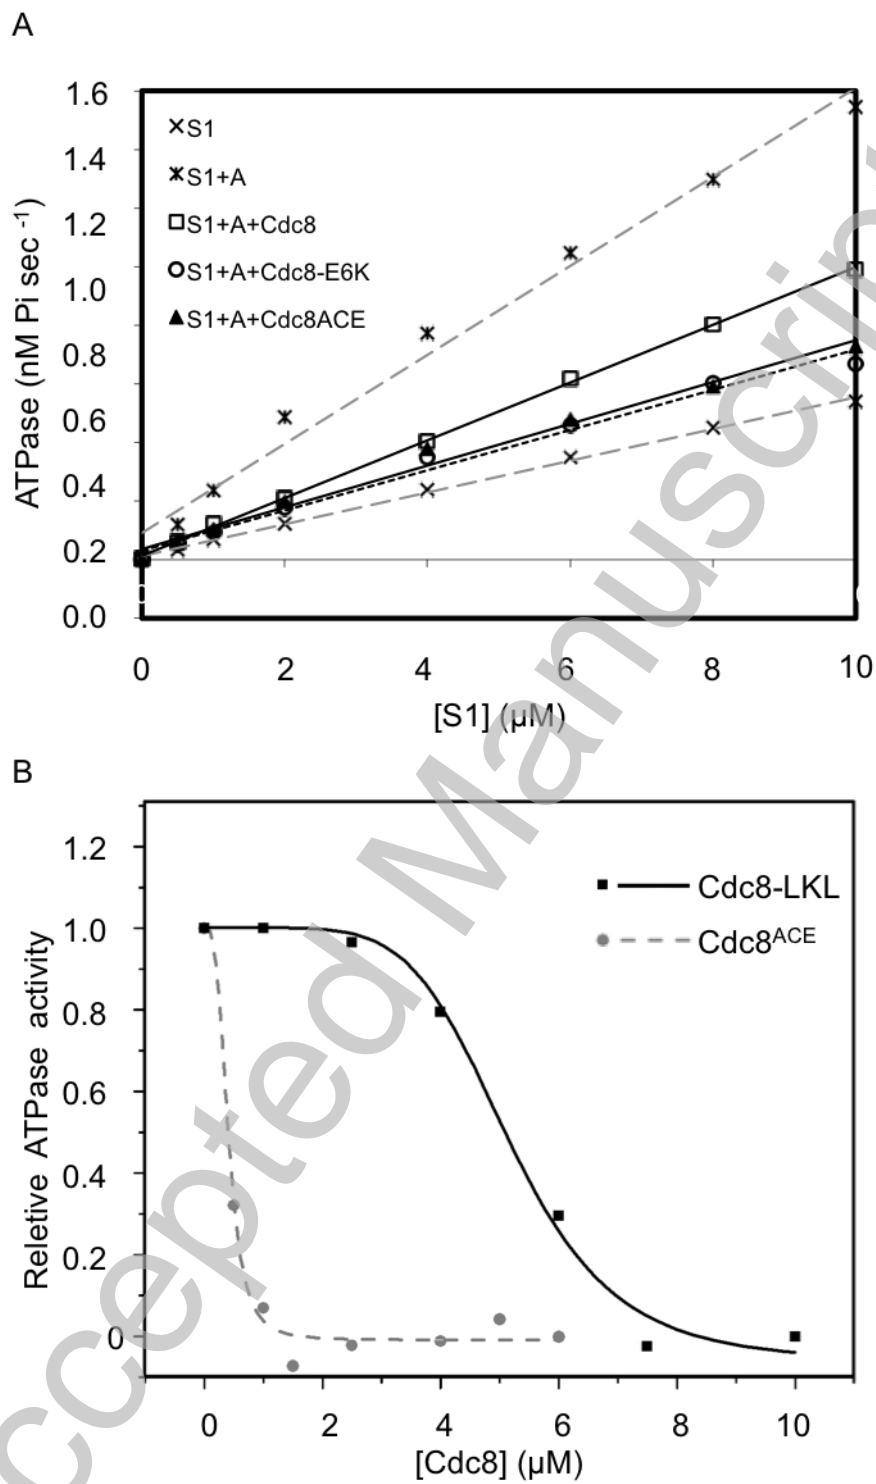 A
1.6
1.4
1.2
1.0
0.8
0.6
0.4
0.2
0.0
ATPase (nM Pi sec -1)
S1
S1+A
S1+A+Cdc8
S1+A+Cdc8-E6K
S1+A+Cdc8ACE
0 2 4 6 8 10
[S1] (µM)
B
1.2
1.0
0.8
0.6
0.4
0.2
0
Reletive ATPase activity
Cdc8-LKL
Cdc8ACE
0 2 4 6 8 10
[Cdc8] (µM)
ccepted Manuscrip